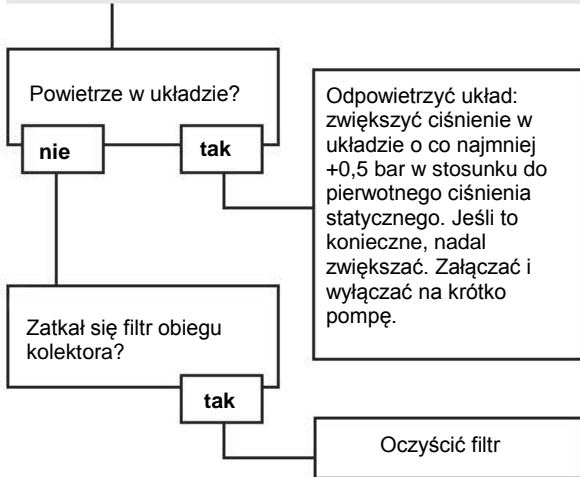 Powietrze w układzie?
nie
tak
Odpowietrzyć układ:
zwiększyć ciśnienie w
układzie o co najmniej
+0,5 bar w stosunku do
pierwotnego ciśnienia
statycznego. Jeśli to
konieczne, nadal
zwiększać. Załączać i
wyłączać na krótko
pompę.
Zatkał się filtr obiegu
kolektora?
tak
Oczyścić filtr